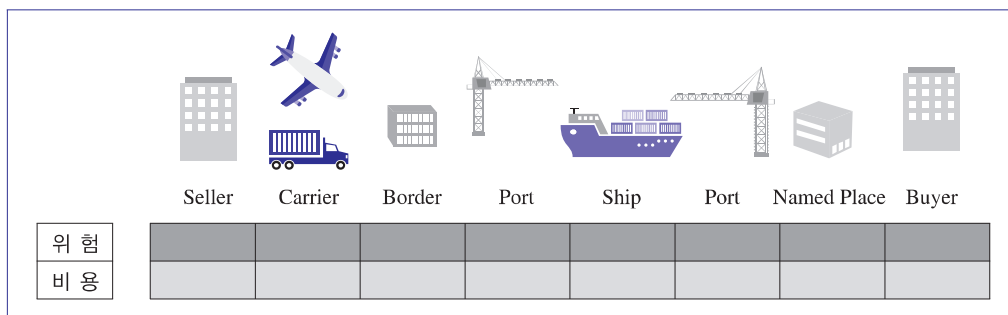 Seller Carrier Border Port Ship Port Named Place Buyer
위 험
비 용